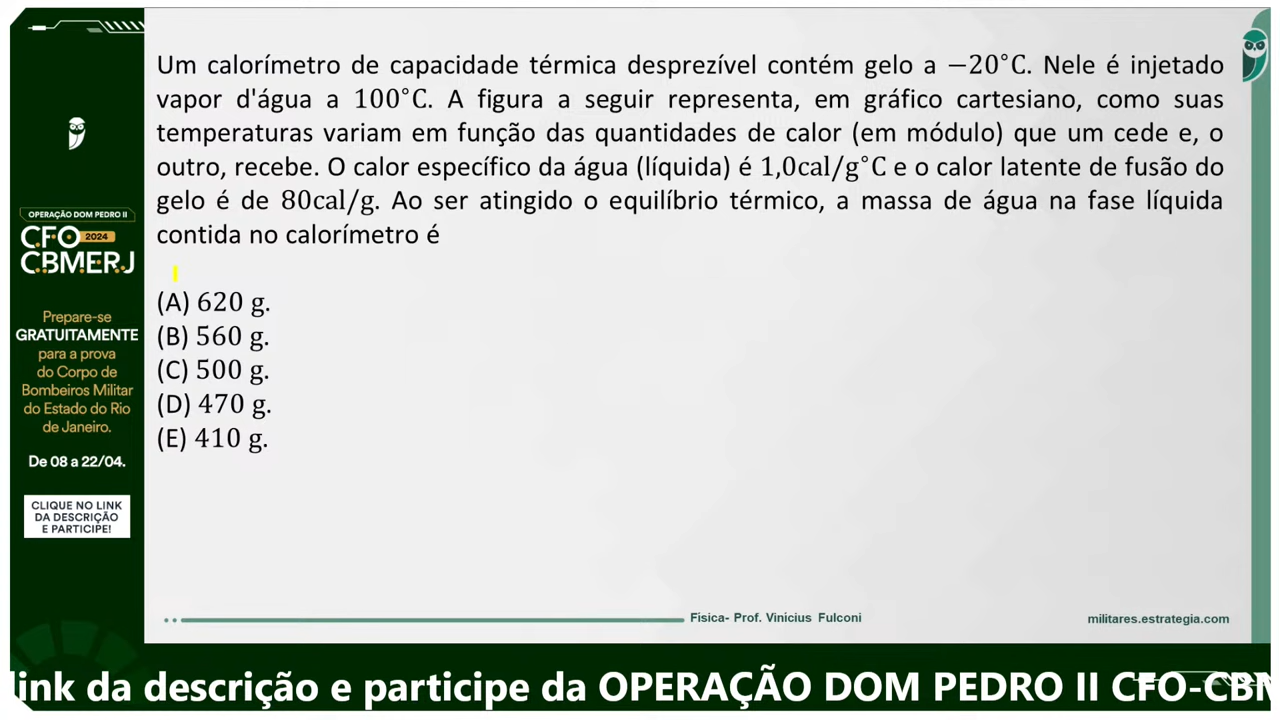 Um calorímetro de capacidade térmica desprezível contém gelo a −20°C. Nele é injetado
vapor d'água a 100°C. A figura a seguir representa, em gráfico cartesiano, como suas
temperaturas variam em função das quantidades de calor (em módulo) que um cede e, o
outro, recebe. O calor específico da água (líquida) é 1,0cal/g°C e o calor latente de fusão do
gelo é de 80cal/g. Ao ser atingido o equilíbrio térmico, a massa de água na fase líquida
contida no calorímetro é
(A) 620 g.
(B) 560 g.
(C) 500 g.
(D) 470 g.
(E) 410 g.
OPERAÇÃO DOM PEDRO II
CFO 2024
CBMERJ
Prepare-se
GRATUITAMENTE
para a prova
do Corpo de
Bombeiros Militar
do Estado do Rio
de Janeiro.
De 08 a 22/04.
CLIQUE NO LINK
DA DESCRIÇÃO
E PARTICIPE!
Física- Prof. Vinícius Fulconi
militares.estrategia.com
link da descrição e participe da OPERAÇÃO DOM PEDRO II CFO-CBM